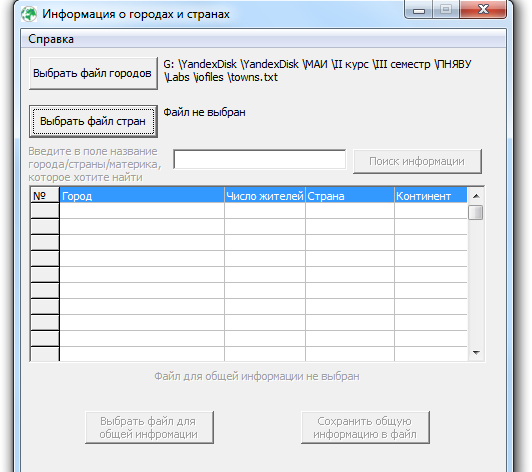 Информация о городах и странах
Справка
Выбрать файл городов
G: \YandexDisk \YandexDisk \МАИ \II курс \III семестр \ПНЯВУ
\Labs \iofiles \towns.txt
Выбрать файл стран
Файл не выбран
Введите в поле название
города/страны/материка,
которое хотите найти
Поиск информации
№ Город Число жителей Страна Континент
Файл для общей информации не выбран
Выбрать файл для
общей инфромации
Сохранить общую
информацию в файл